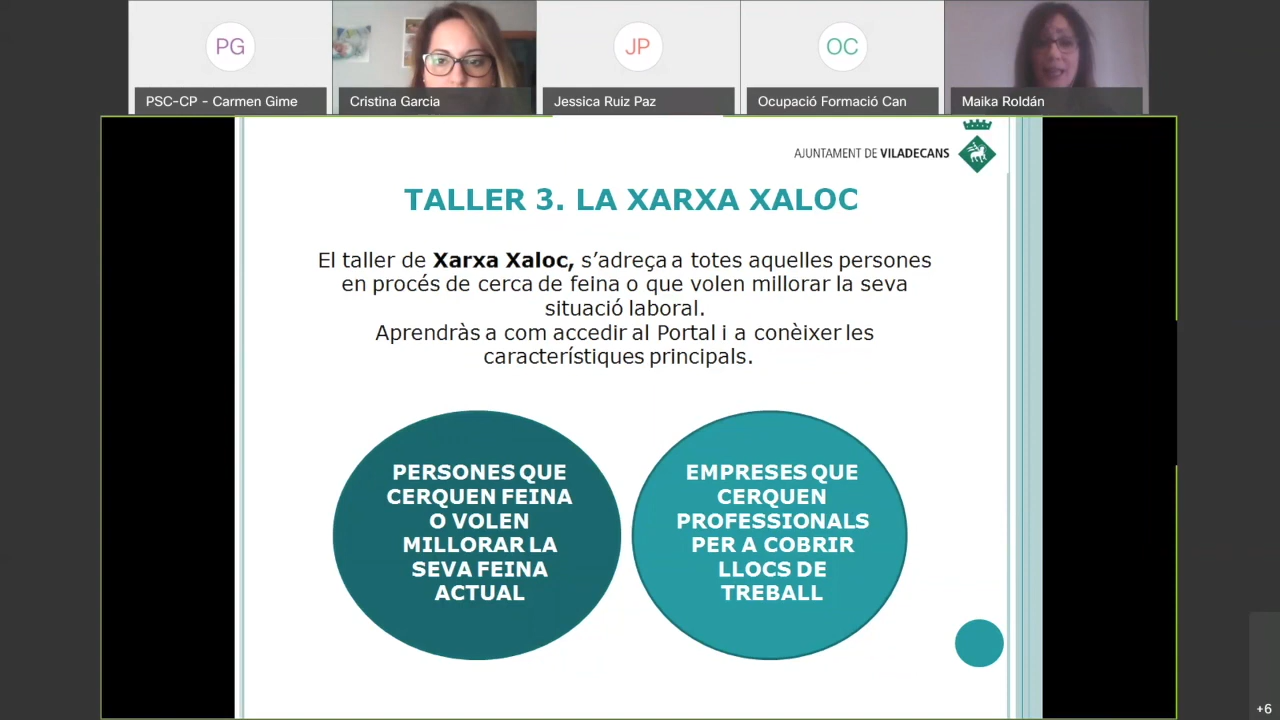 PG
JP
OC
PSC-CP - Carmen Gime
Cristina Garcia
Jessica Ruiz Paz
Ocupació Formació Can
Maika Roldán
AJUNTAMENT DE VILADECANS
TALLER 3. LA XARXA XALOC
El taller de Xarxa Xaloc, s’adreça a totes aquelles persones
en procés de cerca de feina o que volen millorar la seva
situació laboral.
Aprendràs a com accedir al Portal i a conèixer les
característiques principals.
PERSONES QUE
CERQUEN FEINA
O VOLEN
MILLORAR LA
SEVA FEINA
ACTUAL
EMPRESES QUE
CERQUEN
PROFESSIONALS
PER A COBRIR
LLOCS DE
TREBALL
+6